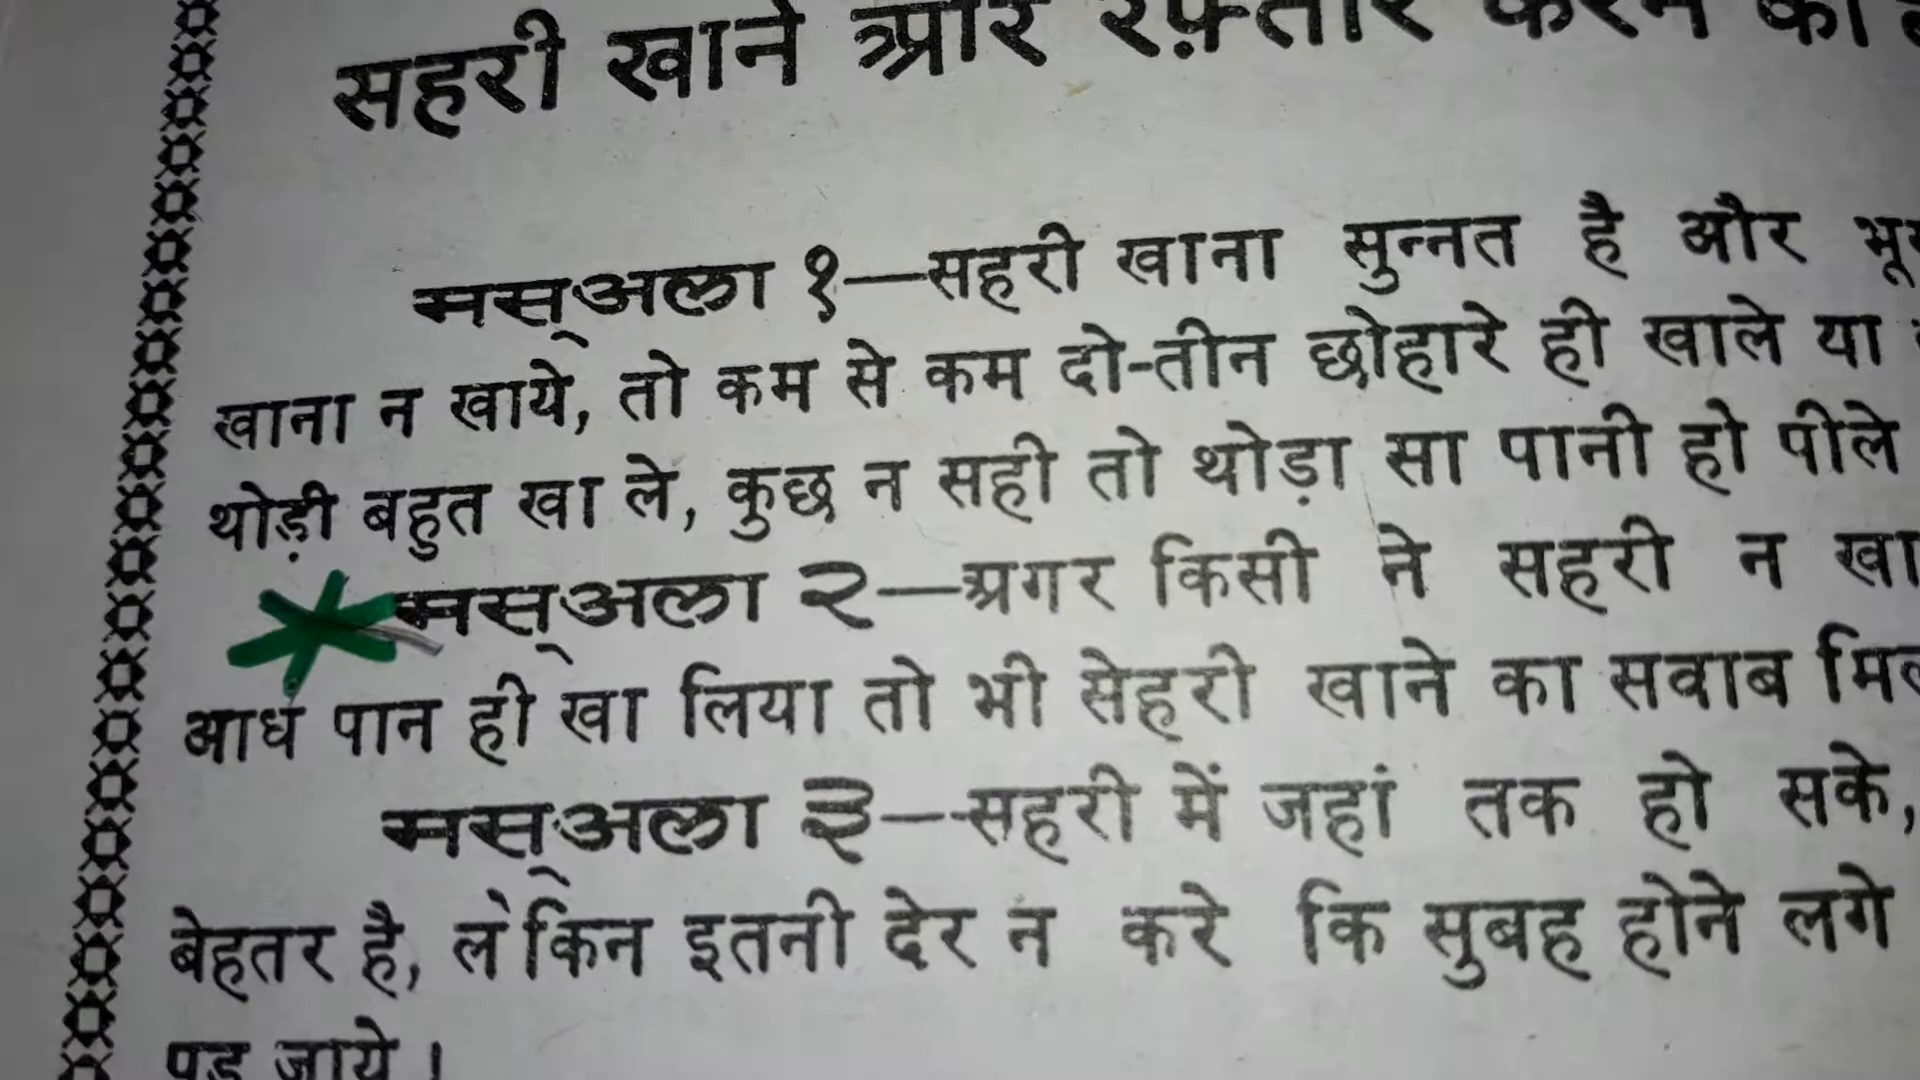 सहरी खाने और रफ़्तार करने का
मस्अला १—सहरी खाना सुन्नत है और
खाना न खाये, तो कम से कम दो-तीन छोहारे ही खाले या
थोड़ी बहुत खा ले, कुछ न सही तो थोड़ा सा पानी ही पीले
मस्अला २—अगर किसी ने सहरी न खा
आध पान ही खा लिया तो भी सेहरी खाने का सवाब
मस्अला ३—सहरी में जहां तक हो सके,
बेहतर है, लेकिन इतनी देर न करे कि सुबह होने लगे
पड़ जाये।